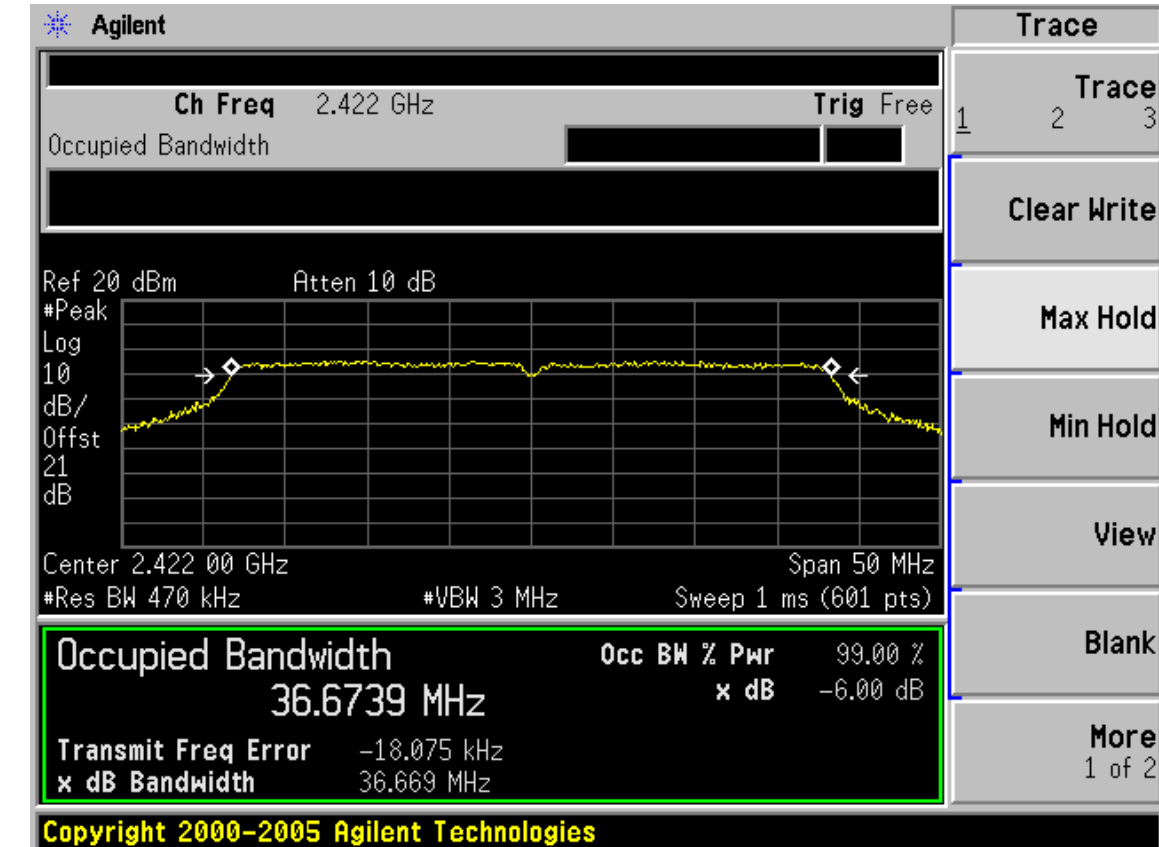 Agilent
Trace
Ch Freq 2.422 GHz Trig Free
Occupied Bandwidth
Ref 20 dBm Atten 10 dB
#Peak
Log
10
dB/
Offst
21
dB
Center 2.422 00 GHz Span 50 MHz
#Res BW 470 kHz #VBW 3 MHz Sweep 1 ms (601 pts)
Occupied Bandwidth Occ BW % Pwr 99.00 %
36.6739 MHz x dB -6.00 dB
Transmit Freq Error -18.075 kHz
x dB Bandwidth 36.669 MHz
Copyright 2000-2005 Agilent Technologies
Trace
1 2 3
Clear Write
Max Hold
Min Hold
View
Blank
More
1 of 2